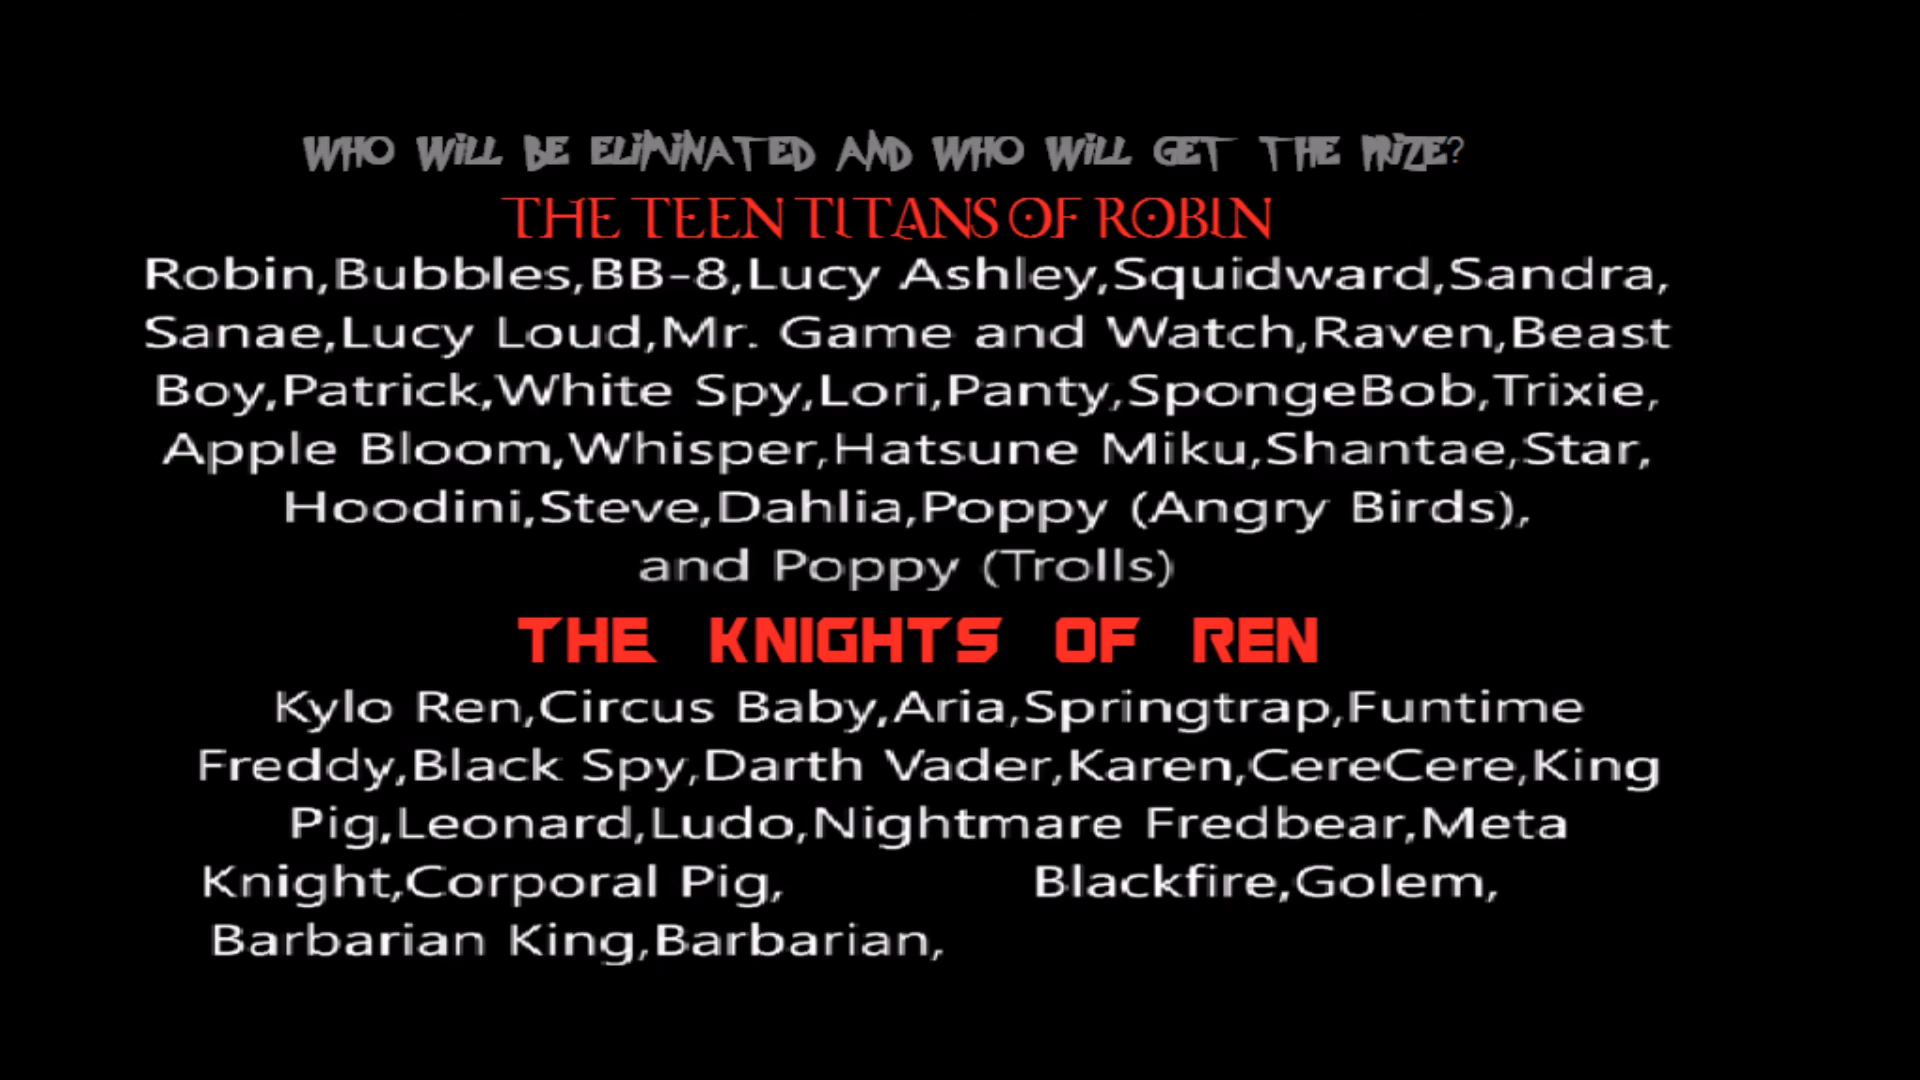 WHO WILL BE ELIMINATED AND WHO WILL GET THE PRIZE?
THE TEEN TITANS OF ROBIN
Robin,Bubbles,BB-8,Lucy Ashley,Squidward,Sandra,
Sanae,Lucy Loud,Mr. Game and Watch,Raven,Beast
Boy,Patrick,White Spy,Lori,Panty,SpongeBob,Trixie,
Apple Bloom,Whisper,Hatsune Miku,Shantae,Star,
Hoodini,Steve,Dahlia,Poppy (Angry Birds),
and Poppy (Trolls)
THE KNIGHTS OF REN
Kylo Ren,Circus Baby,Aria,Springtrap,Funtime
Freddy,Black Spy,Darth Vader,Karen,CereCere,King
Pig,Leonard,Ludo,Nightmare Fredbear,Meta
Knight,Corporal Pig, Blackfire,Golem,
Barbarian King,Barbarian,